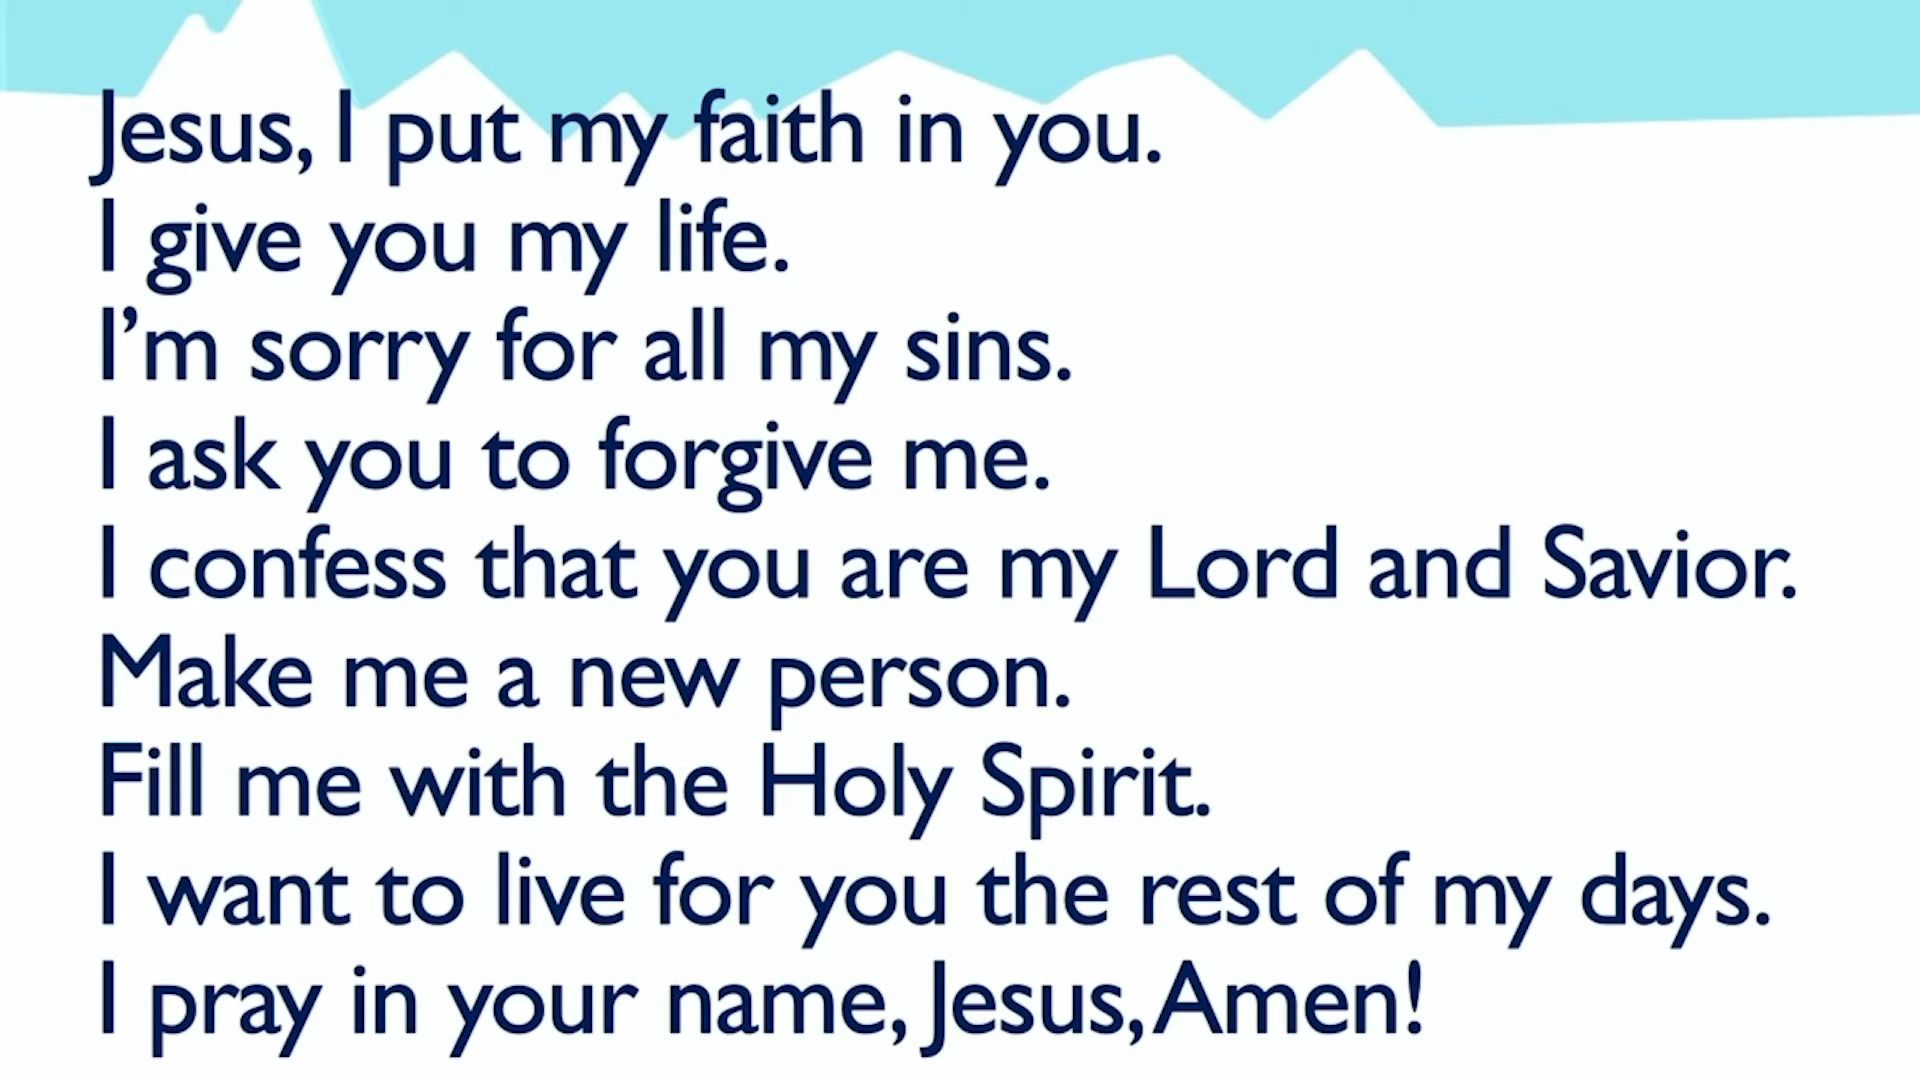 Jesus, I put my faith in you.
I give you my life.
I’m sorry for all my sins.
I ask you to forgive me.
I confess that you are my Lord and Savior.
Make me a new person.
Fill me with the Holy Spirit.
I want to live for you the rest of my days.
I pray in your name, Jesus, Amen!